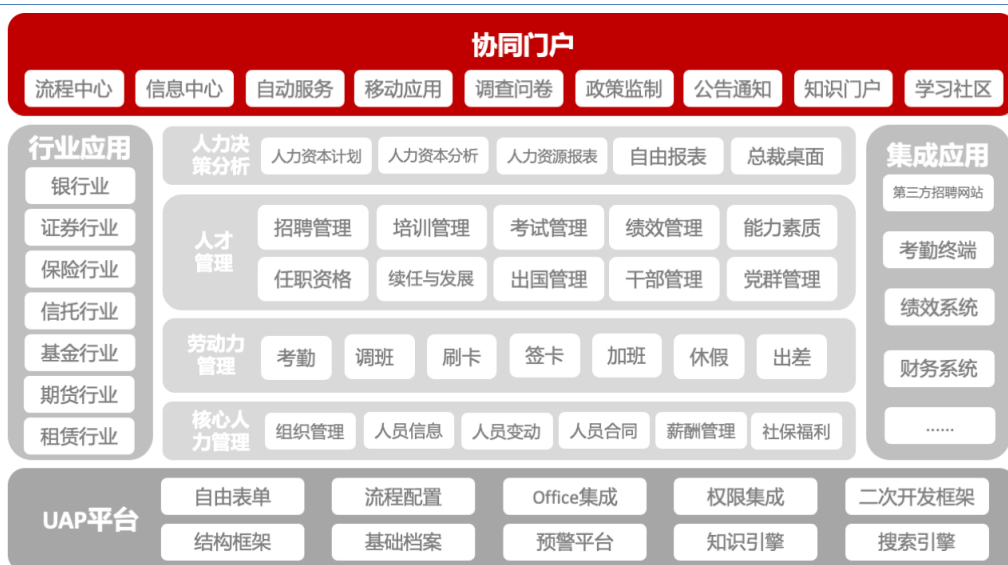 协同门户
流程中心 信息中心 自动服务 移动应用 调查问卷 政策监制 公告通知 知识门户 学习社区
行业应用
银行业
证券行业
保险行业
信托行业
基金行业
期货行业
租赁行业
人力决
策分析
人力资本计划 人力资本分析 人力资源报表 自由报表 总裁桌面
人才
管理
招聘管理 培训管理 考试管理 绩效管理 能力素质
任职资格 续任与发展 出国管理 干部管理 党群管理
劳动力
管理
考勤 调班 刷卡 签卡 加班 休假 出差
核心人
力管理
组织管理 人员信息 人员变动 人员合同 薪酬管理 社保福利
集成应用
第三方招聘网站
考勤终端
绩效系统
财务系统
......
UAP平台
自由表单 流程配置 Office集成 权限集成 二次开发框架
结构框架 基础档案 预警平台 知识引擎 搜索引擎